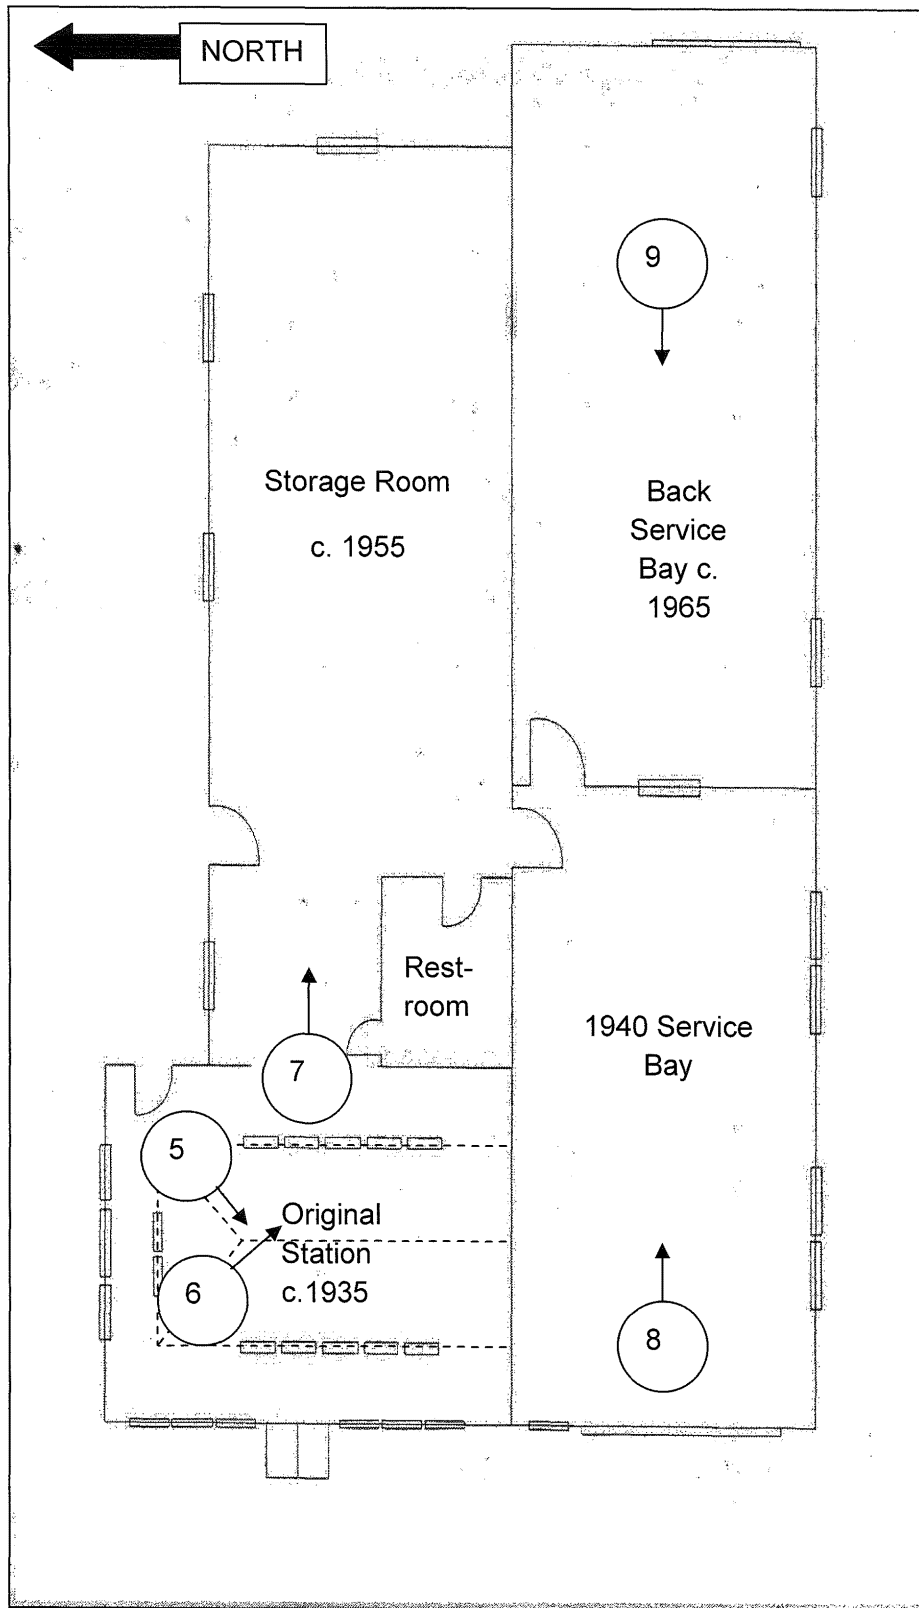 NORTH
9
Storage Room
c. 1955
Back
Service
Bay c.
1965
Rest-
room
1940 Service
Bay
7
5
Original
Station
c.1935
6
8